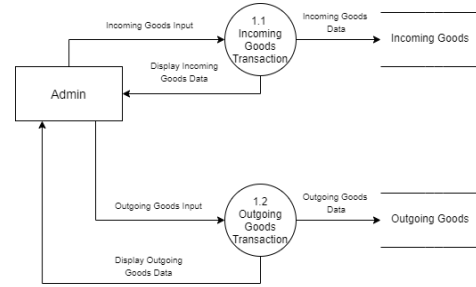 Incoming Goods Input
1.1
Incoming
Goods
Transaction
Incoming Goods
Data
Incoming Goods
Display Incoming
Goods Data
Admin
Outgoing Goods Input
1.2
Outgoing
Goods
Transaction
Outgoing Goods
Data
Outgoing Goods
Display Outgoing
Goods Data